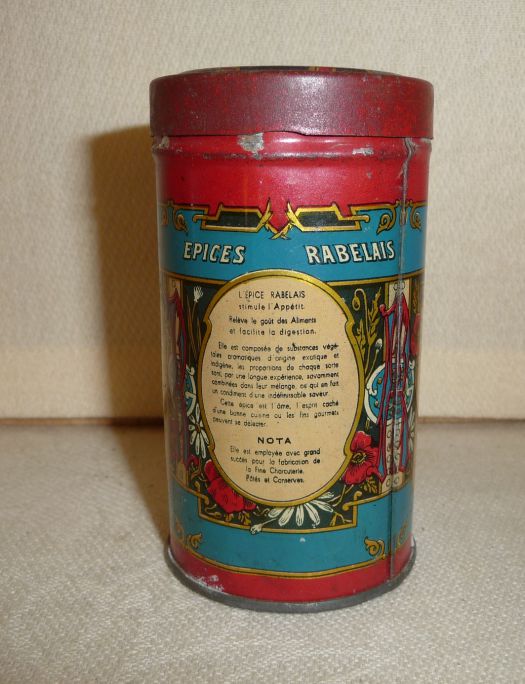 EPICES RABELAIS
L'EPICE RABELAIS
stimule l'Appétit.
Relève le goût des Aliments
et facilite la digestion.
Elle est composée de substances végé-
tales aromatiques d'origine exotique et
indigène, les proportions de chaque sorte
sont, par une longue expérience, savamment
combinées dans leur mélange, ce qui en fait
un condiment d'une indéfinissable saveur.
Cette épice est l'âme, l'esprit caché
d'une bonne cuisine ou les fins gourmets
peuvent se délecter.
NOTA
Elle est employée avec grand
succès pour la fabrication de
la Fine Charcuterie,
Pâtés et Conserves.